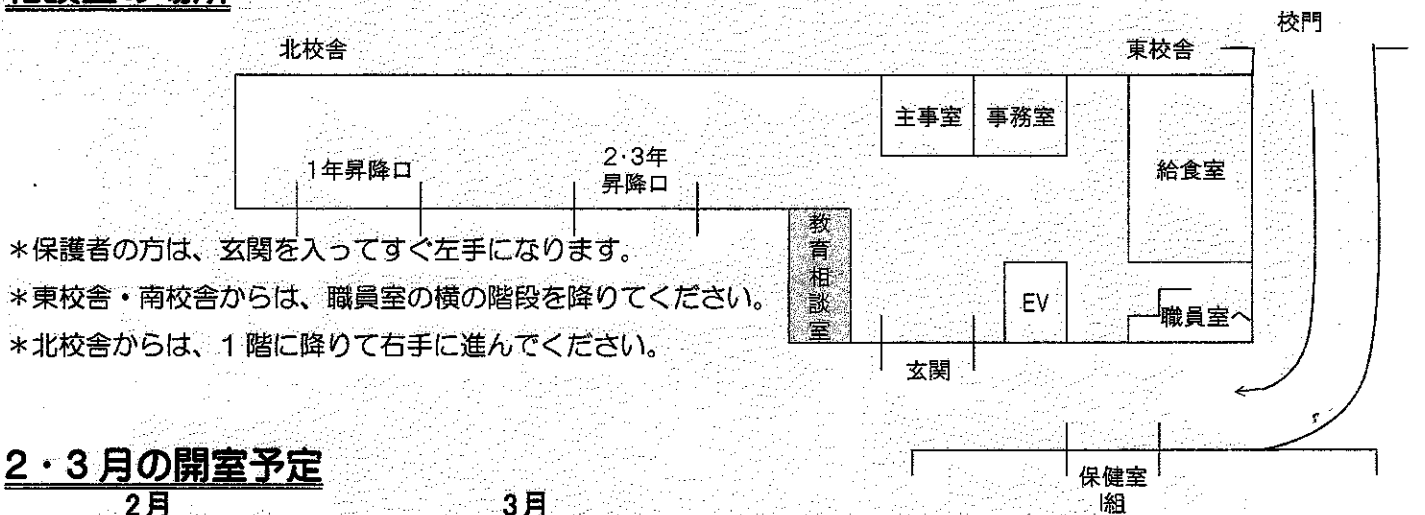 校門
北校舎
東校舎
主事室
事務室
給食室
1年昇降口
2・3年
昇降口
教育相談室
EV
職員室へ
玄関
*保護者の方は、玄関を入ってすぐ左手になります。
*東校舎・南校舎からは、職員室の横の階段を降りてください。
*北校舎からは、1階に降りて右手に進んでください。
保健室
I組
2・3月の開室予定
2月
3月